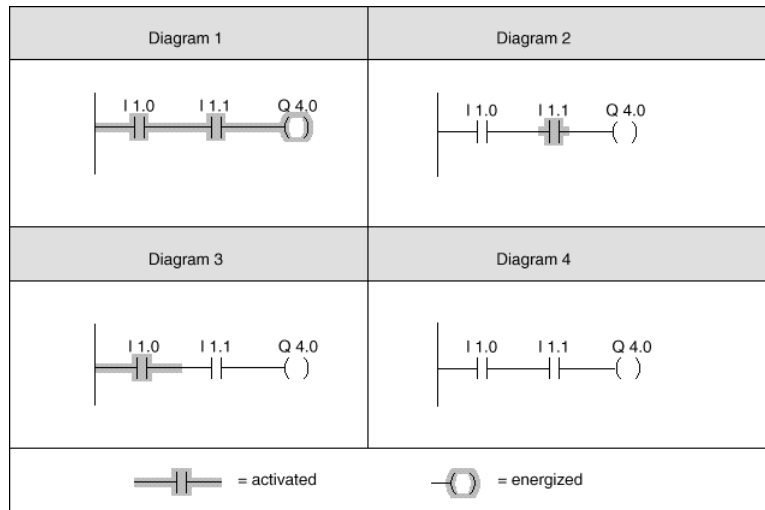 Diagram 1
Diagram 2
I 1.0 I 1.1 Q 4.0
I 1.0 I 1.1 Q 4.0
Diagram 3
Diagram 4
I 1.0 I 1.1 Q 4.0
I 1.0 I 1.1 Q 4.0
= activated
= energized